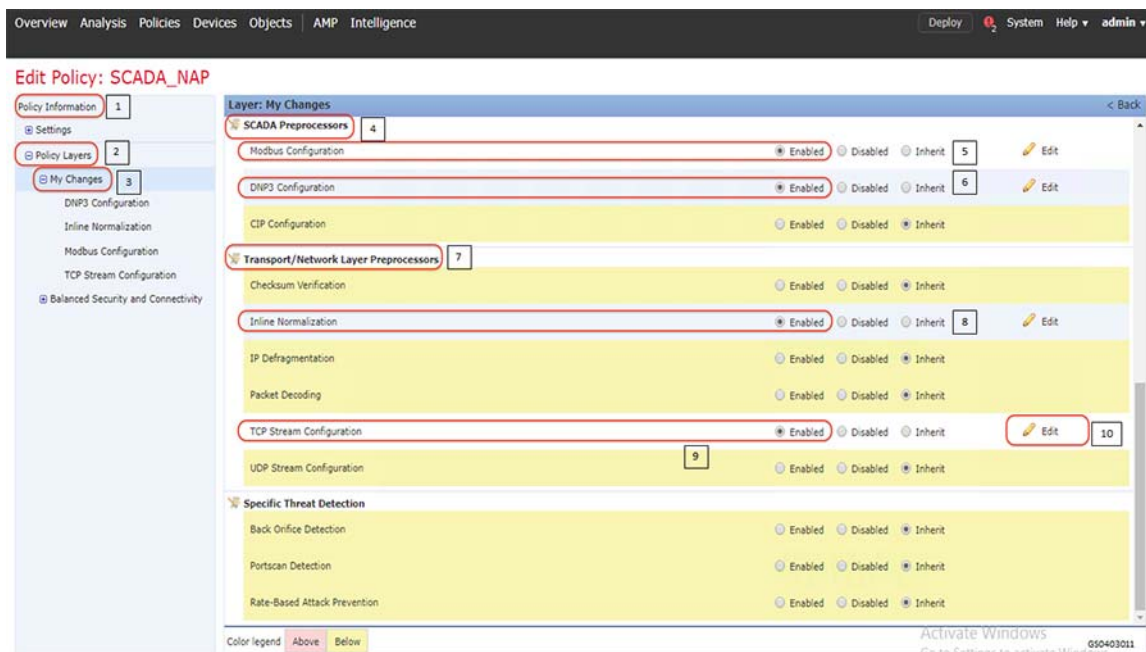 Overview Analysis Policies Devices Objects AMP Intelligence Deploy 2 System Help admin
Edit Policy: SCADA_NAP
Policy Information 1
Settings
Policy Layers 2
My Changes 3
DNP3 Configuration
Inline Normalization
Modbus Configuration
TCP Stream Configuration
Balanced Security and Connectivity
Layer: My Changes < Back
SCADA Preprocessors 4
Modbus Configuration Enabled Disabled Inherit 5 Edit
DNP3 Configuration Enabled Disabled Inherit 6 Edit
CIP Configuration Enabled Disabled Inherit
Transport/Network Layer Preprocessors 7
Checksum Verification Enabled Disabled Inherit
Inline Normalization Enabled Disabled Inherit 8 Edit
IP Defragmentation Enabled Disabled Inherit
Packet Decoding Enabled Disabled Inherit
TCP Stream Configuration Enabled Disabled Inherit Edit 10
9
UDP Stream Configuration Enabled Disabled Inherit
Specific Threat Detection
Back Orifice Detection Enabled Disabled Inherit
Portscan Detection Enabled Disabled Inherit
Rate-Based Attack Prevention Enabled Disabled Inherit
Color legend Above Below
Activate Windows
GS0403011